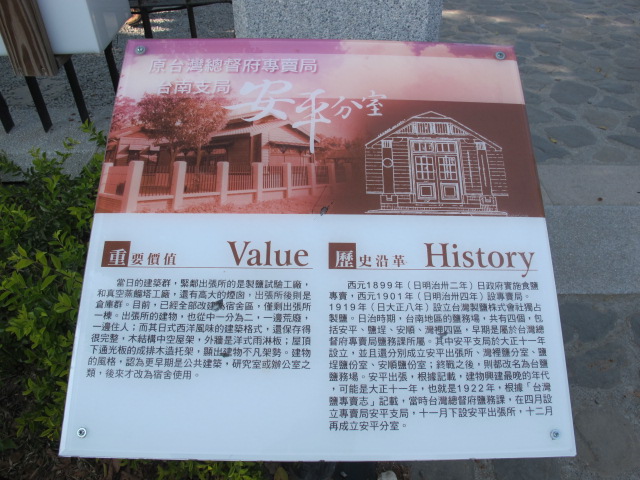 原台灣總督府專賣局
台南支局
安平分室
重要價值 Value
當日的建築群，緊鄰出張所的是製鹽試驗工廠，
和真空蒸餾塔工廠，還有高大的煙囪，出張所後則是
倉庫群。目前，已經全部改建為宿舍區，僅剩出張所
一棟。出張所的建物，也從中一分為二，一邊荒廢，
一邊住人；而其日式西洋風味的建築格式，還保存得
很完整，木結構中空屋架，外牆是洋式雨淋板；屋頂
下通光板的成排木造托架，顯出建物不凡架勢。建物
的風格，認為更早期是公共建築，研究室或辦公室之
類，後來才改為宿舍使用。
歷史沿革 History
西元1899年（日明治卅二年）日政府實施食鹽
專賣，西元1901年（日明治卅四年）設專賣局。
1919年（日大正八年）設立台灣製鹽株式會社獨占
製鹽。日治時期，台南地區的鹽務場，共有四個，包
括安平、鹽埕、安順、灣裡四區，早期是屬於台灣總
督府專賣局鹽務課所屬。其中安平支局於大正十一年
設立，並且還分別成立安平出張所、灣裡鹽分室、鹽
埕鹽份室、安順鹽份室；終戰之後，則都改名為台鹽
鹽務場。安平出張，根據記載，建物興建最晚的年代
，可能是大正十一年，也就是1922年，根據「台灣
鹽專賣志」記載，當時台灣總督府鹽務課，在四月設
立專賣局安平支局，十一月下設安平出張所，十二月
再成立安平分室。